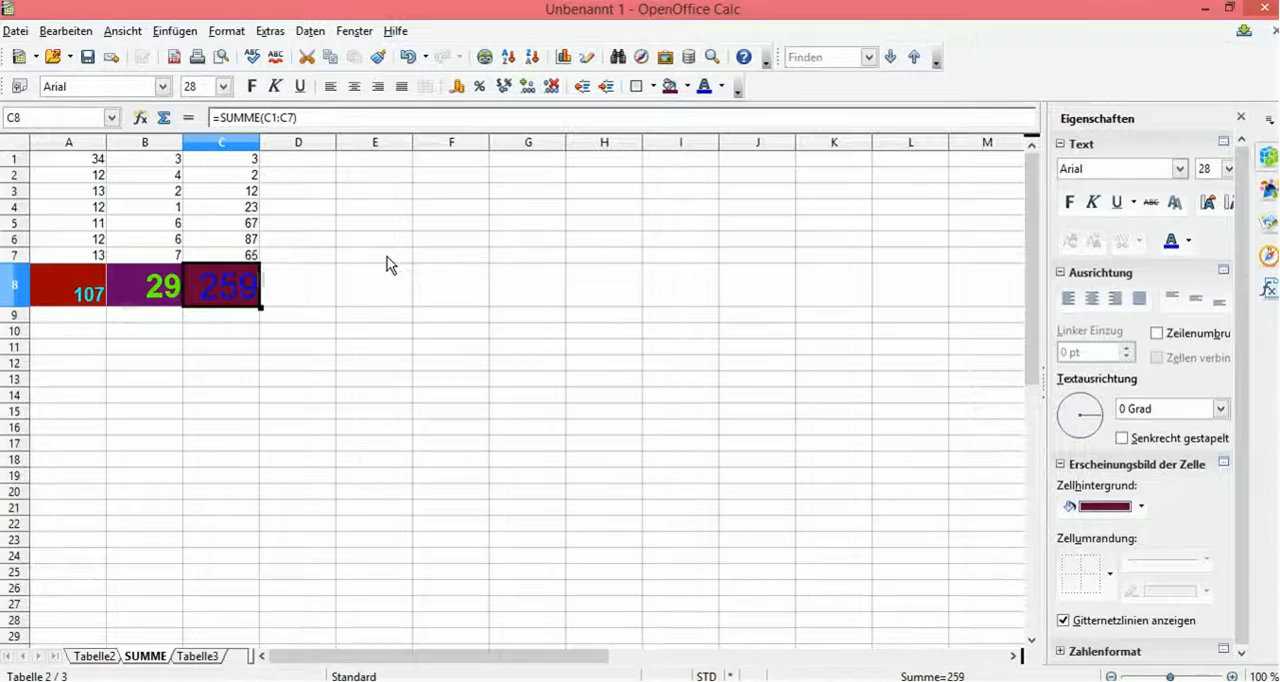 Unbenannt 1 - OpenOffice Calc
Datei Bearbeiten Ansicht Einfügen Format Extras Daten Fenster Hilfe
Finden
Arial 28 F K U
C8 =SUMME(C1:C7)
A B C D E F G H I J K L M
1 34 3 3
2 12 4 2
3 13 2 12
4 12 1 23
5 11 6 67
6 12 6 87
7 13 7 65
8 107 29 259
9
10
11
12
13
14
15
16
17
18
19
20
21
22
23
24
25
26
27
28
29
Eigenschaften
Text
Arial 28
F K U ABC AA
Ausrichtung
Linker Einzug Zeilenumbru
0 pt Zellen verbin
Textausrichtung
0 Grad
Senkrecht gestapelt
Erscheinungsbild der Zelle
Zellhintergrund:
Zellumrandung:
Gitternetzlinien anzeigen
Zahlenformat
Tabelle2 SUMME Tabelle3
Tabelle 2 / 3 Standard STD * Summe=259 100 %